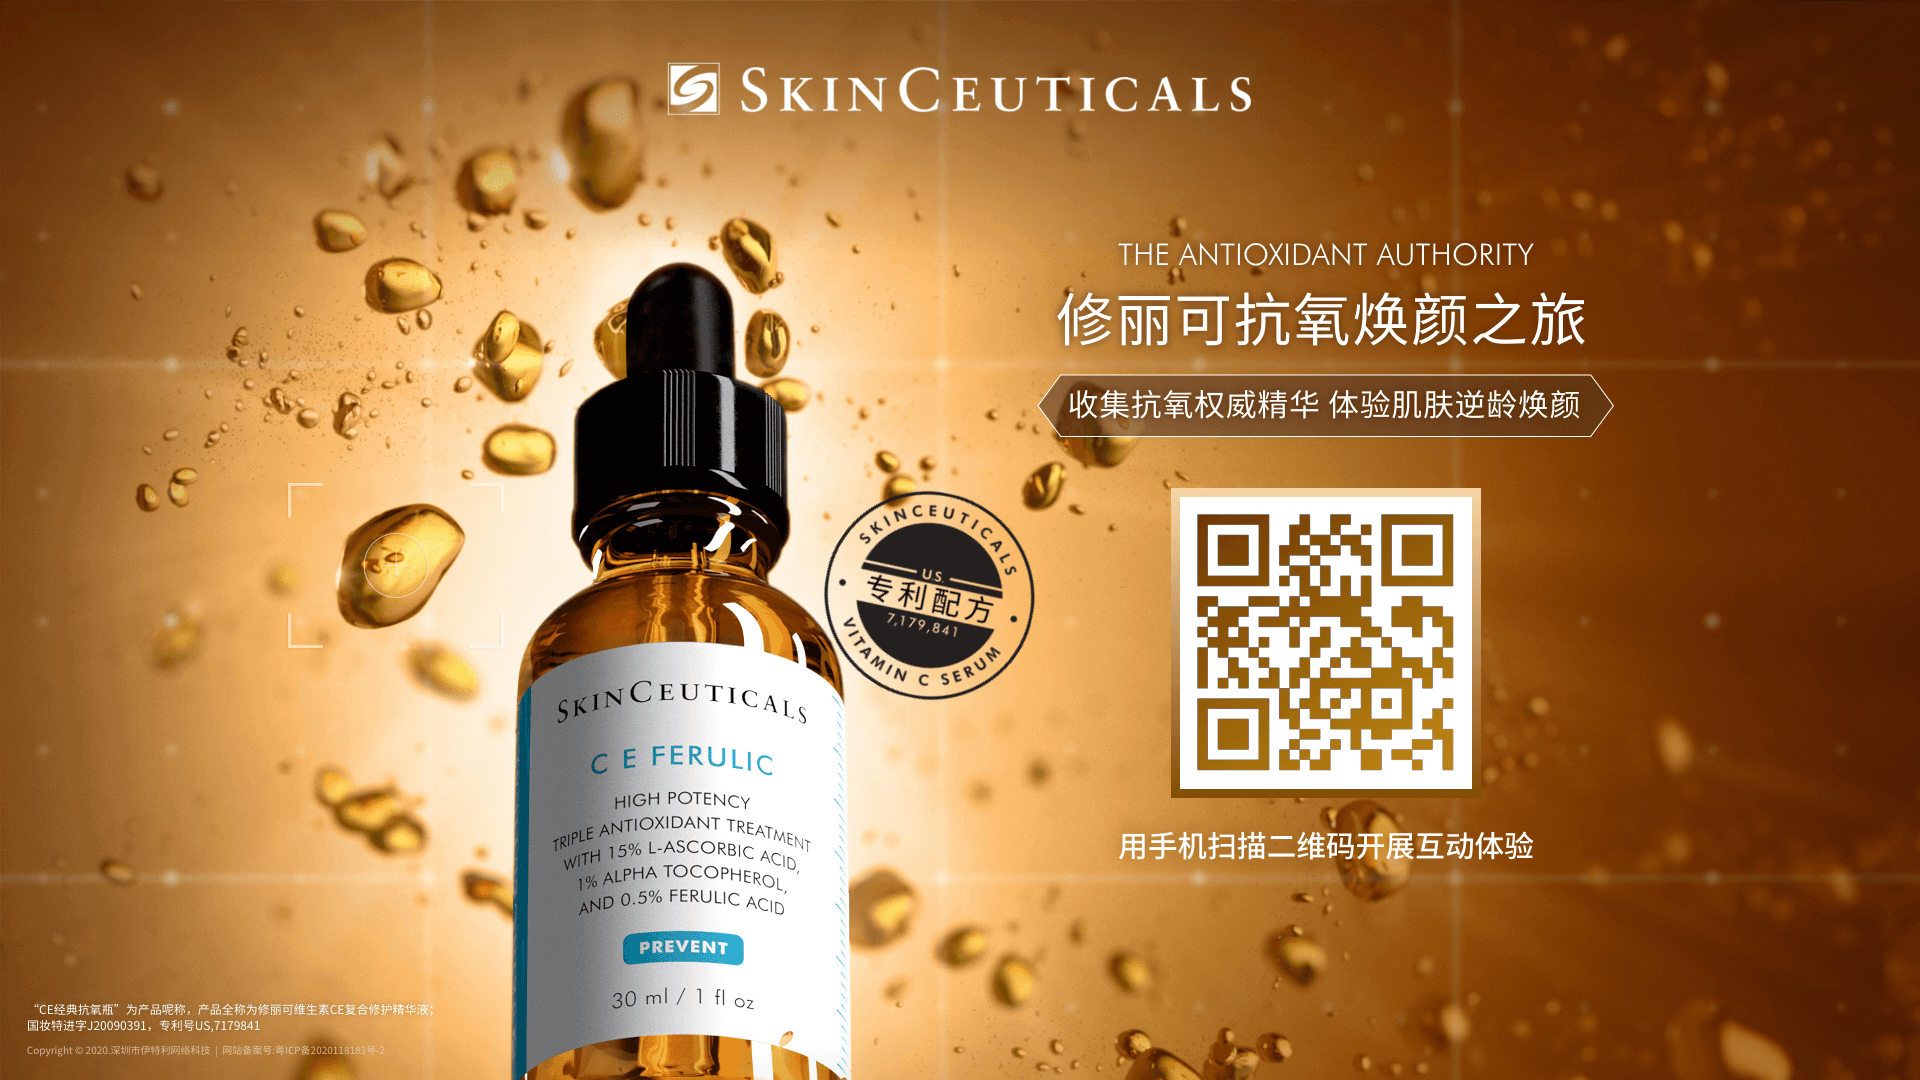 SKINCEUTICALS
THE ANTIOXIDANT AUTHORITY
修丽可抗氧焕颜之旅
收集抗氧权威精华 体验肌肤逆龄焕颜
SKINCEUTICALS
U.S.
专利配方
7,179,841
VITAMIN C SERUM
SKINCEUTICALS
C E FERULIC
HIGH POTENCY
TRIPLE ANTIOXIDANT TREATMENT
WITH 15% L-ASCORBIC ACID,
1% ALPHA TOCOPHEROL,
AND 0.5% FERULIC ACID
PREVENT
30 ml / 1 fl oz
用手机扫描二维码开展互动体验
“CE经典抗氧瓶”为产品昵称，产品全称为修丽可维生素CE复合修护精华液；
国妆特进字J20090391，专利号US,7179841
Copyright © 2020.深圳市伊特利网络科技 | 网站备案号:粤ICP备2020118183号-2